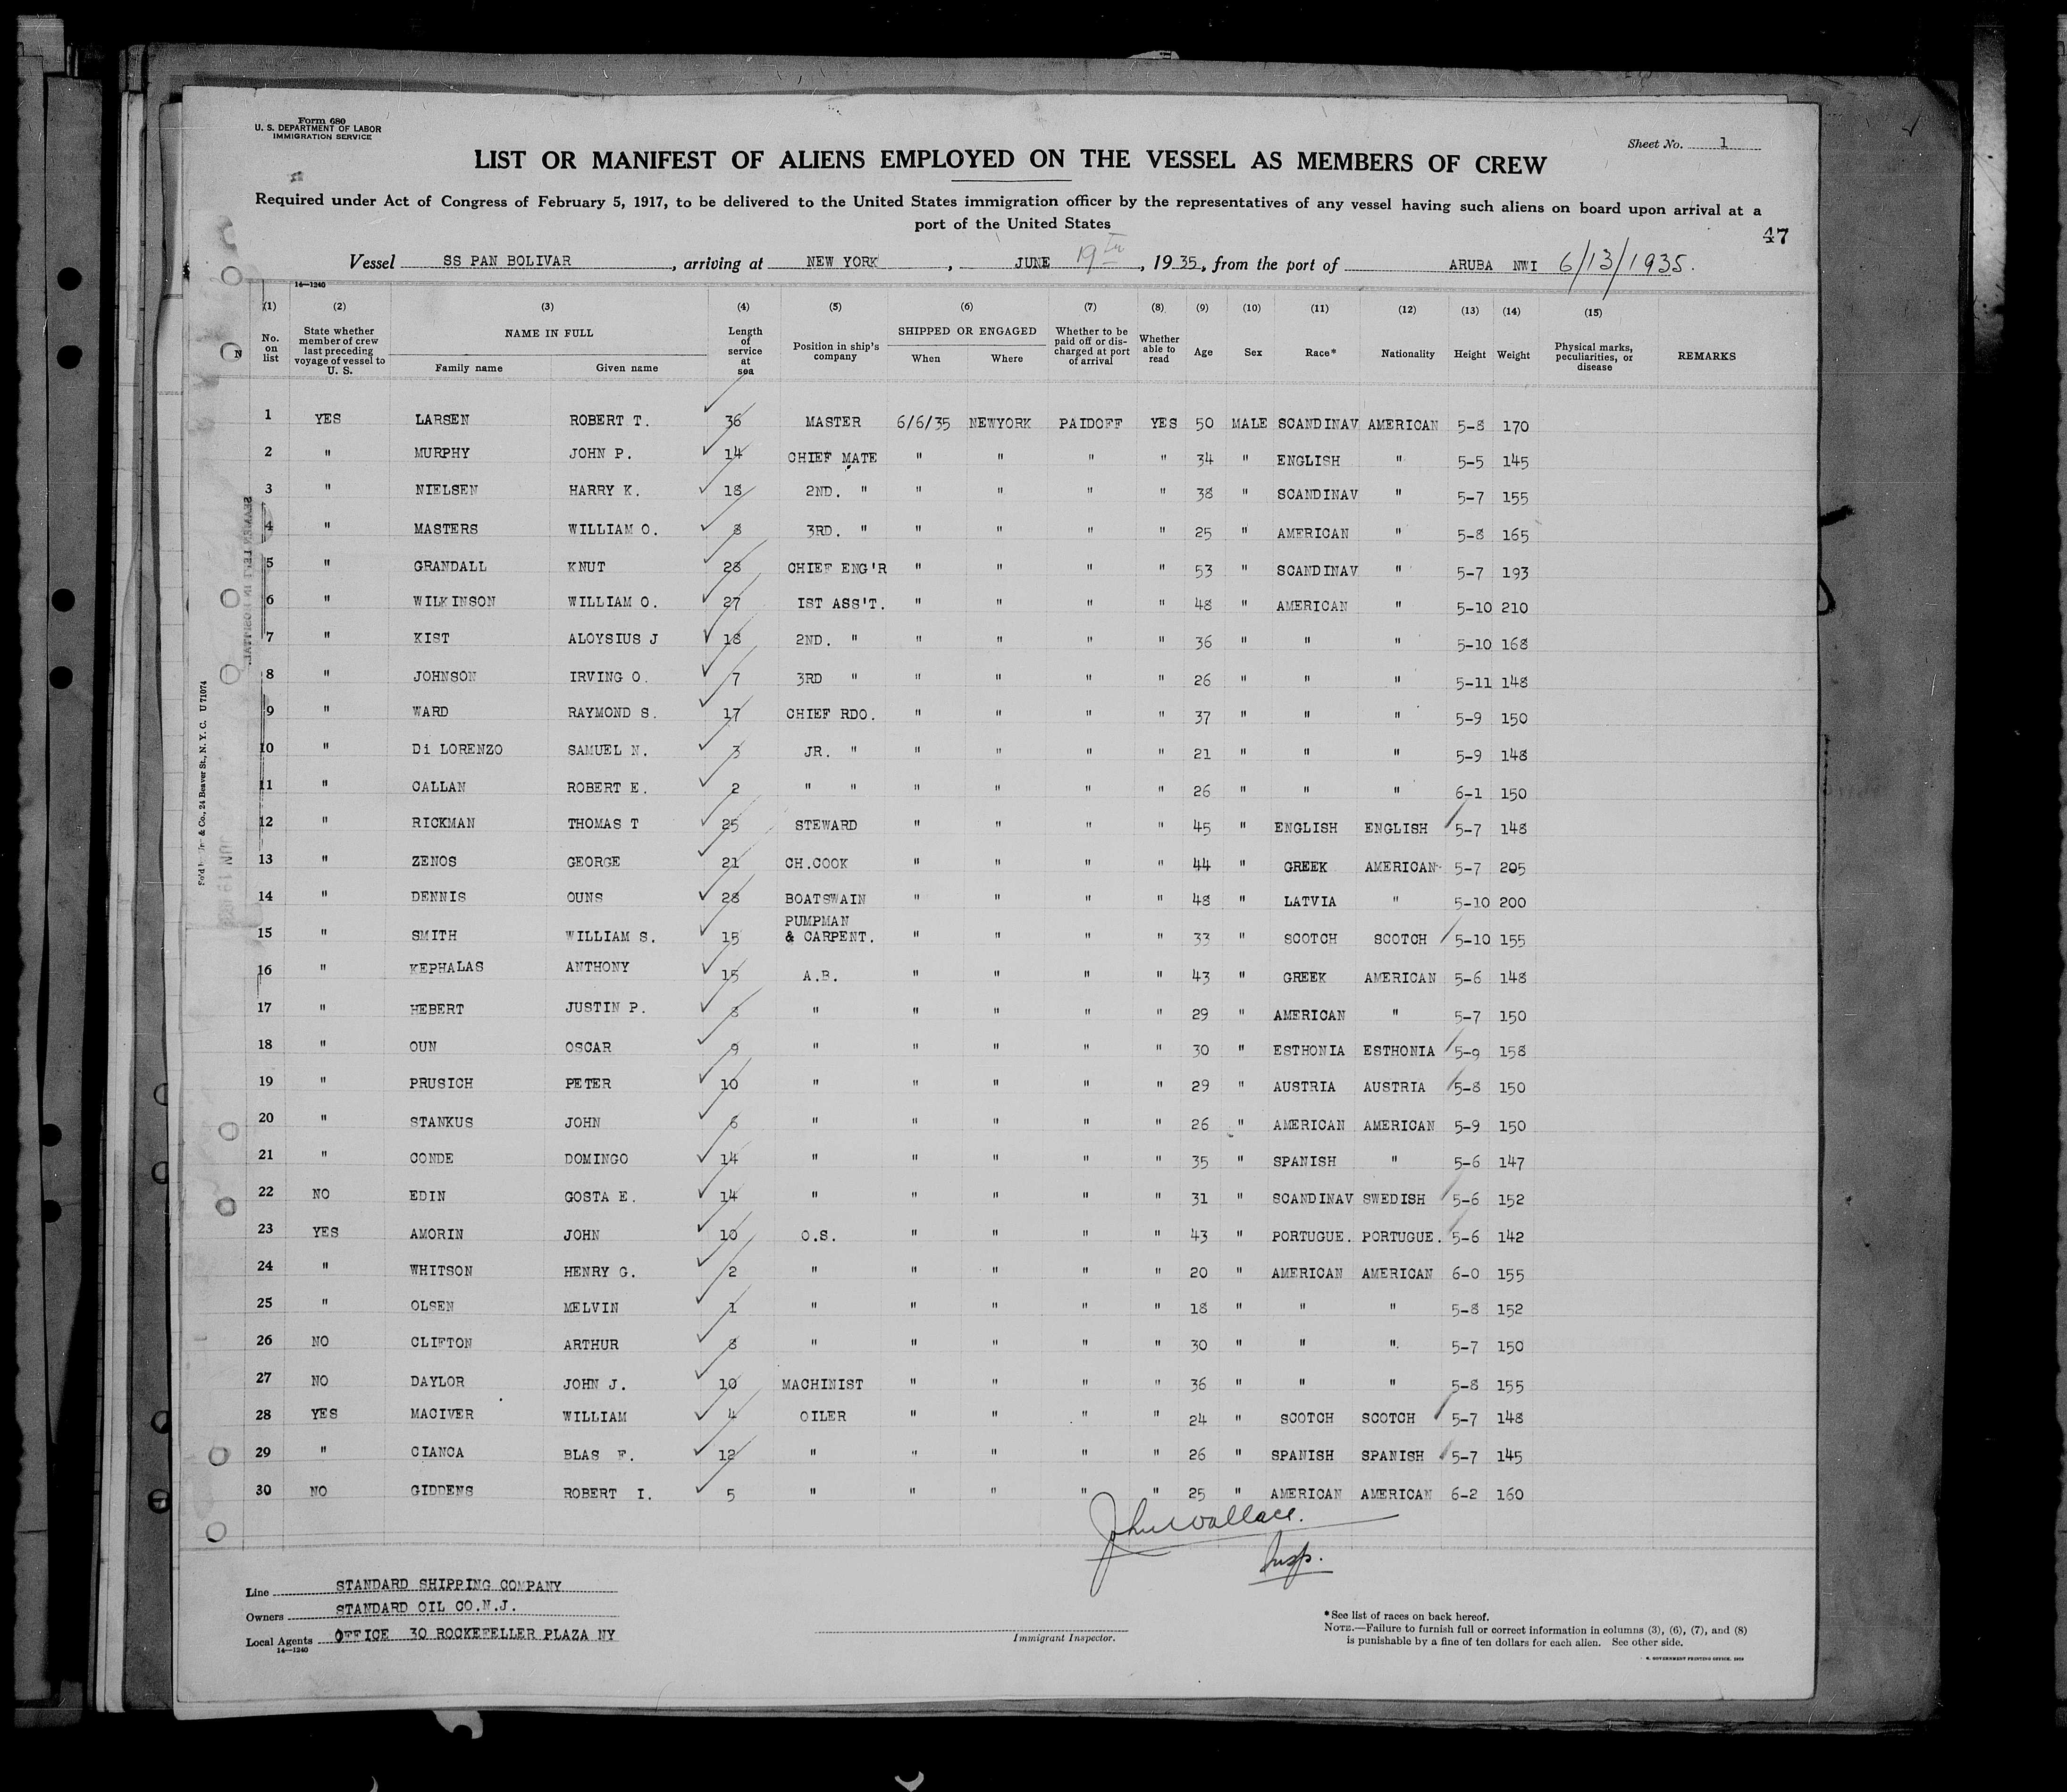 Form 680
U. S. DEPARTMENT OF LABOR
IMMIGRATION SERVICE
Sheet No. 1
LIST OR MANIFEST OF ALIENS EMPLOYED ON THE VESSEL AS MEMBERS OF CREW
Required under Act of Congress of February 5, 1917, to be delivered to the United States immigration officer by the representatives of any vessel having such aliens on board upon arrival at a
port of the United States
47
Vessel SS PAN BOLIVAR, arriving at NEW YORK, JUNE 19th, 1935, from the port of ARUBA NWI 6/13/1935.
14—1240
(1) (2) (3) (4) (5) (6) (7) (8) (9) (10) (11) (12) (13) (14) (15)
No. on list State whether member of crew last preceding voyage of vessel to U. S. NAME IN FULL Family name Given name Length of service at sea Position in ship's company SHIPPED OR ENGAGED When Where Whether to be paid off or discharged at port of arrival Whether able to read Age Sex Race* Nationality Height Weight Physical marks, peculiarities, or disease REMARKS
1 YES LARSEN ROBERT T. 36 MASTER 6/6/35 NEWYORK PAIDOFF YES 50 MALE SCANDINAV AMERICAN 5-8 170
2 " MURPHY JOHN P. 14 CHIEF MATE " " " " 34 " ENGLISH " 5-5 145
3 " NIELSEN HARRY K. 18 2ND. " " " " " 38 " SCANDINAV " 5-7 155
4 " MASTERS WILLIAM O. 8 3RD. " " " " " 25 " AMERICAN " 5-8 165
5 " GRANDALL KNUT 28 CHIEF ENG'R " " " " 53 " SCANDINAV " 5-7 193
6 " WILKINSON WILLIAM O. 27 IST ASS'T. " " " " 48 " AMERICAN " 5-10 210
7 " KIST ALOYSIUS J 18 2ND. " " " " " 36 " " " 5-10 168
8 " JOHNSON IRVING O. 7 3RD " " " " " 26 " " " 5-11 148
9 " WARD RAYMOND S. 17 CHIEF RDO. " " " " 37 " " " 5-9 150
10 " Di LORENZO SAMUEL N. 3 JR. " " " " " 21 " " " 5-9 148
11 " CALLAN ROBERT E. 2 " " " " " " 26 " " " 6-1 150
12 " RICKMAN THOMAS T 25 STEWARD " " " " 45 " ENGLISH ENGLISH 5-7 148
13 " ZENOS GEORGE 21 CH.COOK " " " " 44 " GREEK AMERICAN 5-7 205
14 " DENNIS OUNS 28 BOATSWAIN " " " " 48 " LATVIA " 5-10 200
15 " SMITH WILLIAM S. 15 PUMPMAN & CARPENT. " " " " 33 " SCOTCH SCOTCH 5-10 155
16 " KEPHALAS ANTHONY 15 A.B. " " " " 43 " GREEK AMERICAN 5-6 148
17 " HEBERT JUSTIN P. 8 " " " " " 29 " AMERICAN " 5-7 150
18 " OUN OSCAR 9 " " " " " 30 " ESTHONIA ESTHONIA 5-9 158
19 " PRUSICH PETER 10 " " " " " 29 " AUSTRIA AUSTRIA 5-8 150
20 " STANKUS JOHN 6 " " " " " 26 " AMERICAN AMERICAN 5-9 150
21 " CONDE DOMINGO 14 " " " " " 35 " SPANISH " 5-6 147
22 NO EDIN GOSTA E. 14 " " " " " 31 " SCANDINAV SWEDISH 5-6 152
23 YES AMORIN JOHN 10 O.S. " " " " 43 " PORTUGUE. PORTUGUE. 5-6 142
24 " WHITSON HENRY G. 2 " " " " " 20 " AMERICAN AMERICAN 6-0 155
25 " OLSEN MELVIN 1 " " " " " 18 " " " 5-8 152
26 NO CLIFTON ARTHUR 8 " " " " " 30 " " " 5-7 150
27 NO DAYLOR JOHN J. 10 MACHINIST " " " " 36 " " " 5-8 155
28 YES MACIVER WILLIAM 4 OILER " " " " 24 " SCOTCH SCOTCH 5-7 148
29 " CIANCA BLAS F. 12 " " " " " 26 " SPANISH SPANISH 5-7 145
30 NO GIDDENS ROBERT I. 5 " " " " " 25 " AMERICAN AMERICAN 6-2 160
John Wallace.
Insp.
Line STANDARD SHIPPING COMPANY
Owners STANDARD OIL CO.N.J.
Local Agents OFFICE 30 ROCKEFELLER PLAZA NY
14—1240
Immigrant Inspector.
*See list of races on back hereof.
NOTE.—Failure to furnish full or correct information in columns (3), (6), (7), and (8)
is punishable by a fine of ten dollars for each alien. See other side.
GOVERNMENT PRINTING OFFICE
& Co., 24 Beaver St., N. Y. C. U 71074